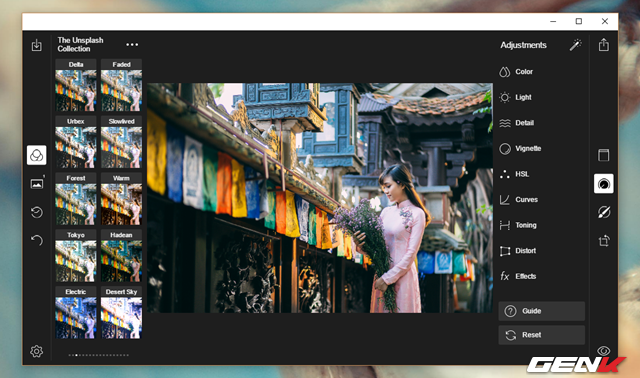 The Unsplash
Collection
Adjustments
Delta
Faded
Urbex
Slowlived
Forest
Warm
Tokyo
Hadean
Electric
Desert Sky
Color
Light
Detail
Vignette
HSL
Curves
Toning
Distort
fx Effects
Guide
Reset
GENK